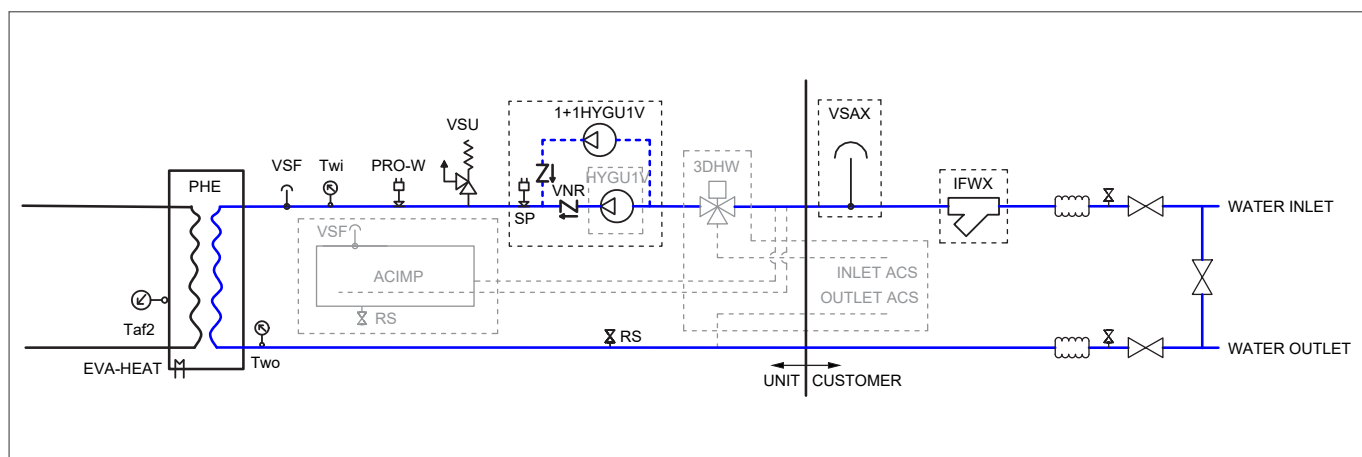 1+1HYGU1V
VSAX
VSU
3DHW
VSF
Twi
PRO-W
HYGU1V
IFWX
PHE
VNR
SP
WATER INLET
VSF
ACIMP
INLET ACS
OUTLET ACS
RS
Taf2
RS
EVA-HEAT
Two
WATER OUTLET
UNIT
CUSTOMER